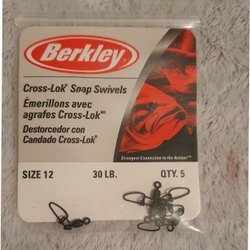 Berkley
Cross-Lok® Snap Swivels
Émerillons avec
agrafes Cross-Lok™
Destorcedor con
Candado Cross-Lok®
Strongest Connection to the Action™
SIZE 12 30 LB. QTY. 5